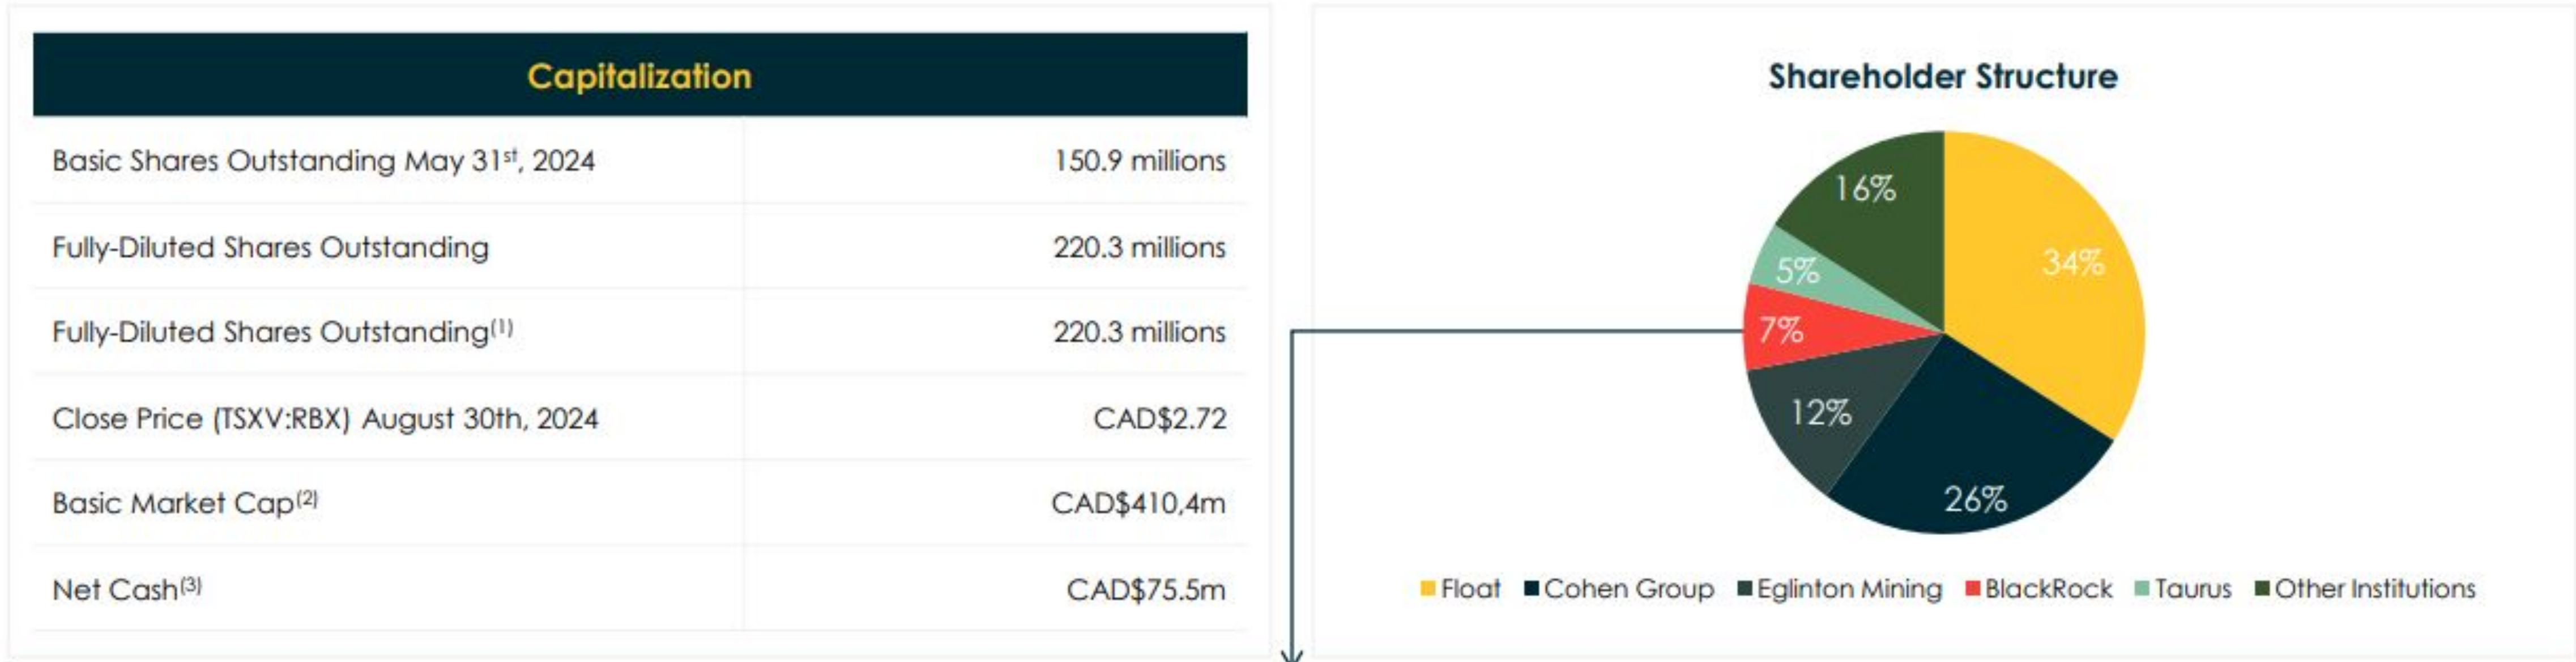 Capitalization
Basic Shares Outstanding May 31st, 2024 150.9 millions
Fully-Diluted Shares Outstanding 220.3 millions
Fully-Diluted Shares Outstanding(1) 220.3 millions
Close Price (TSXV:RBX) August 30th, 2024 CAD$2.72
Basic Market Cap(2) CAD$410,4m
Net Cash(3) CAD$75.5m
Shareholder Structure
16%
34%
5%
7%
12%
26%
Float Cohen Group Eglinton Mining BlackRock Taurus Other Institutions